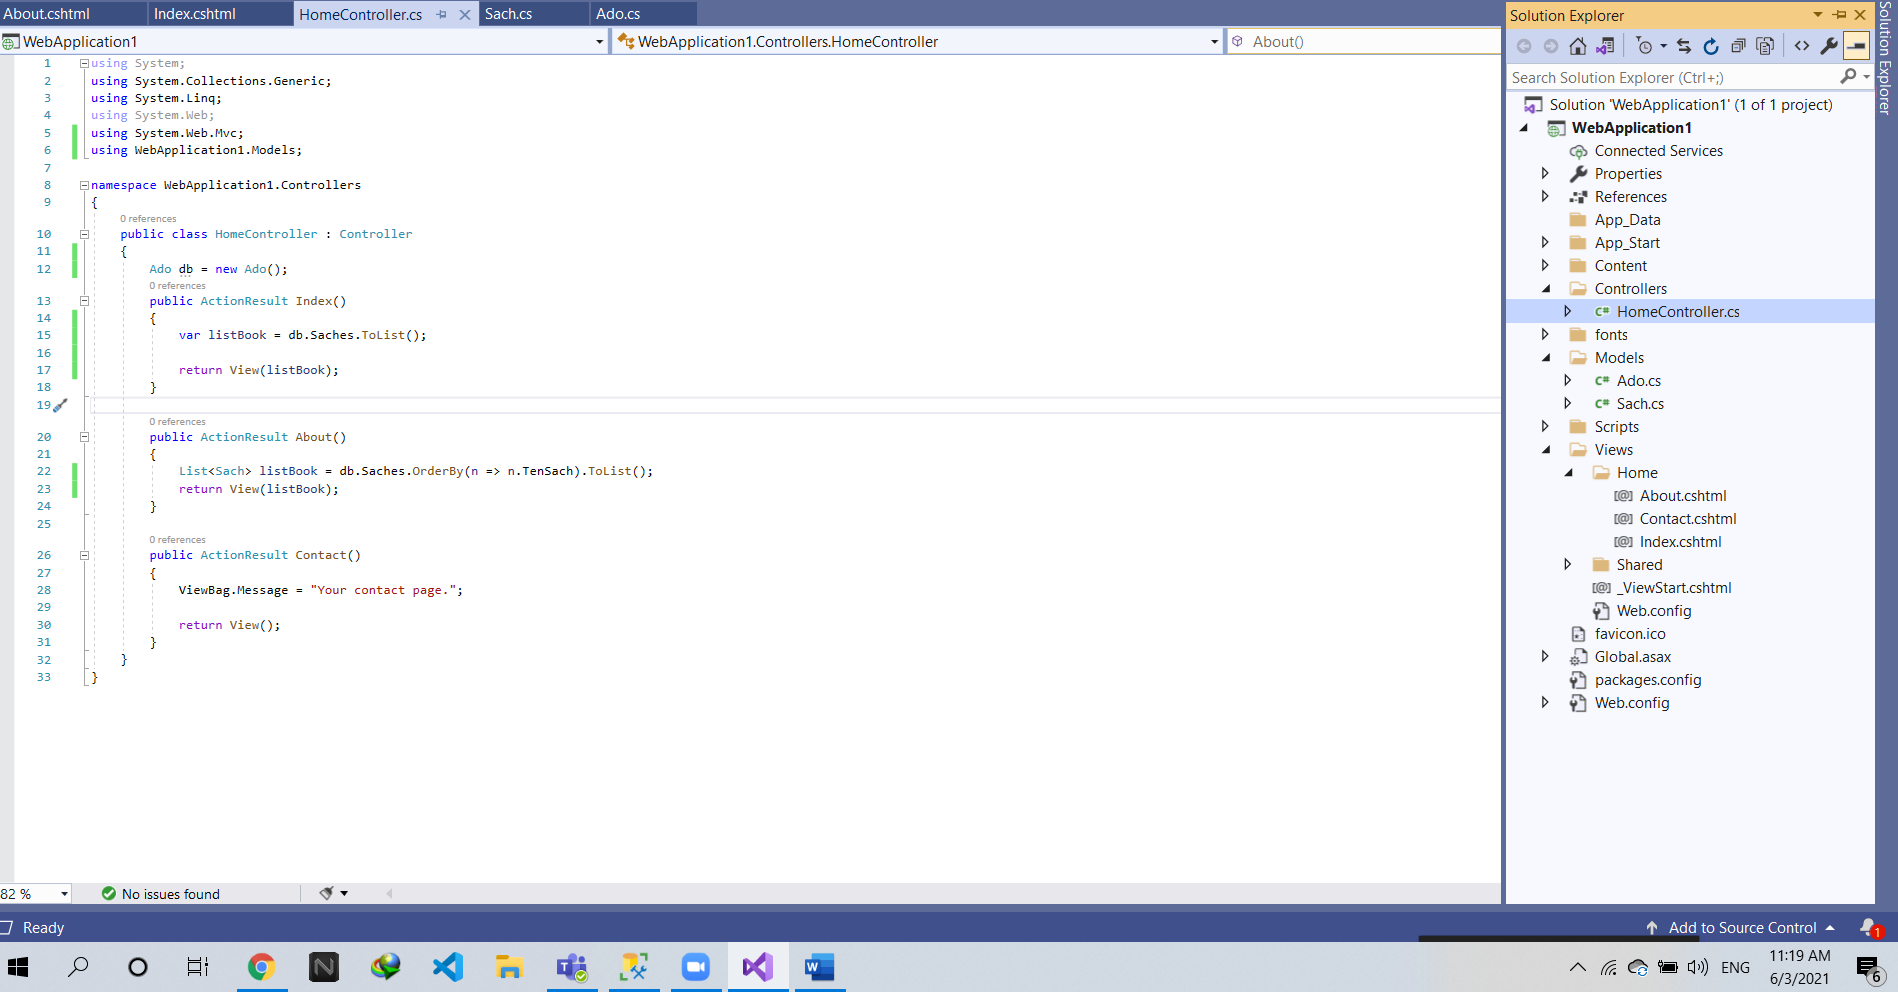 About.cshtml
Index.cshtml
HomeController.cs
Sach.cs
Ado.cs
WebApplication1
WebApplication1.Controllers.HomeController
About()
1 using System;
2 using System.Collections.Generic;
3 using System.Linq;
4 using System.Web;
5 using System.Web.Mvc;
6 using WebApplication1.Models;
7
8 namespace WebApplication1.Controllers
9 {
0 references
10 public class HomeController : Controller
11 {
12 Ado db = new Ado();
0 references
13 public ActionResult Index()
14 {
15 var listBook = db.Saches.ToList();
16
17 return View(listBook);
18 }
19
0 references
20 public ActionResult About()
21 {
22 List<Sach> listBook = db.Saches.OrderBy(n => n.TenSach).ToList();
23 return View(listBook);
24 }
25
0 references
26 public ActionResult Contact()
27 {
28 ViewBag.Message = "Your contact page.";
29
30 return View();
31 }
32 }
33 }
82 %
No issues found
Solution Explorer
Search Solution Explorer (Ctrl+;)
Solution 'WebApplication1' (1 of 1 project)
WebApplication1
Connected Services
Properties
References
App_Data
App_Start
Content
Controllers
C# HomeController.cs
fonts
Models
C# Ado.cs
C# Sach.cs
Scripts
Views
Home
[@] About.cshtml
[@] Contact.cshtml
[@] Index.cshtml
Shared
[@] _ViewStart.cshtml
Web.config
favicon.ico
Global.asax
packages.config
Web.config
Solution Explorer
Ready
Add to Source Control
1
N
W
ENG
11:19 AM
6/3/2021
6